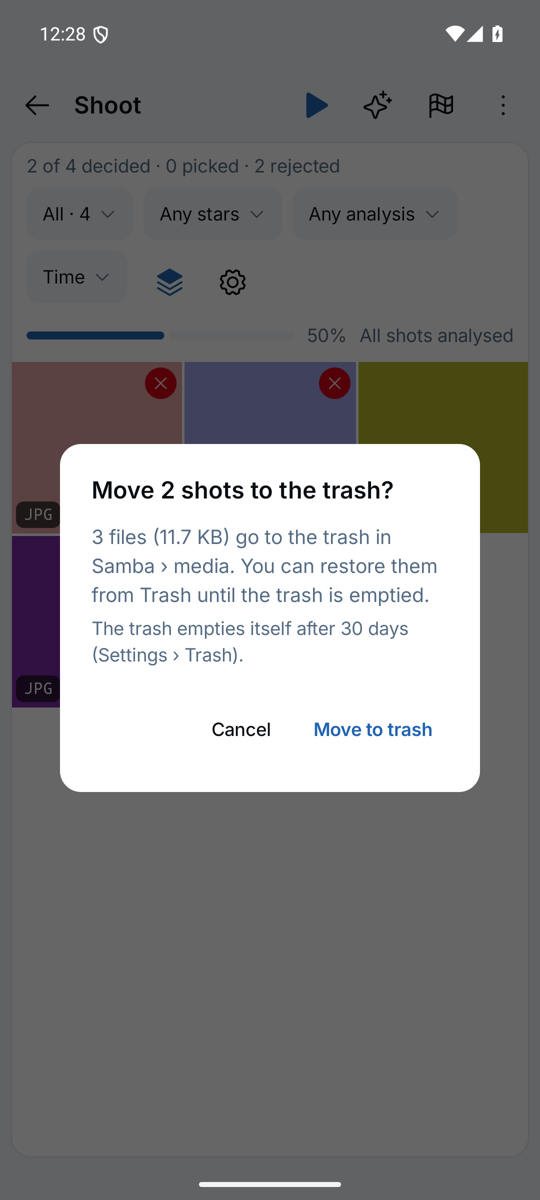 12:28
Shoot
2 of 4 decided · 0 picked · 2 rejected
All · 4
Any stars
Any analysis
Time
50% All shots analysed
JPG
Move 2 shots to the trash?
3 files (11.7 KB) go to the trash in
Samba › media. You can restore them
from Trash until the trash is emptied.
The trash empties itself after 30 days
(Settings › Trash).
JPG
Cancel
Move to trash